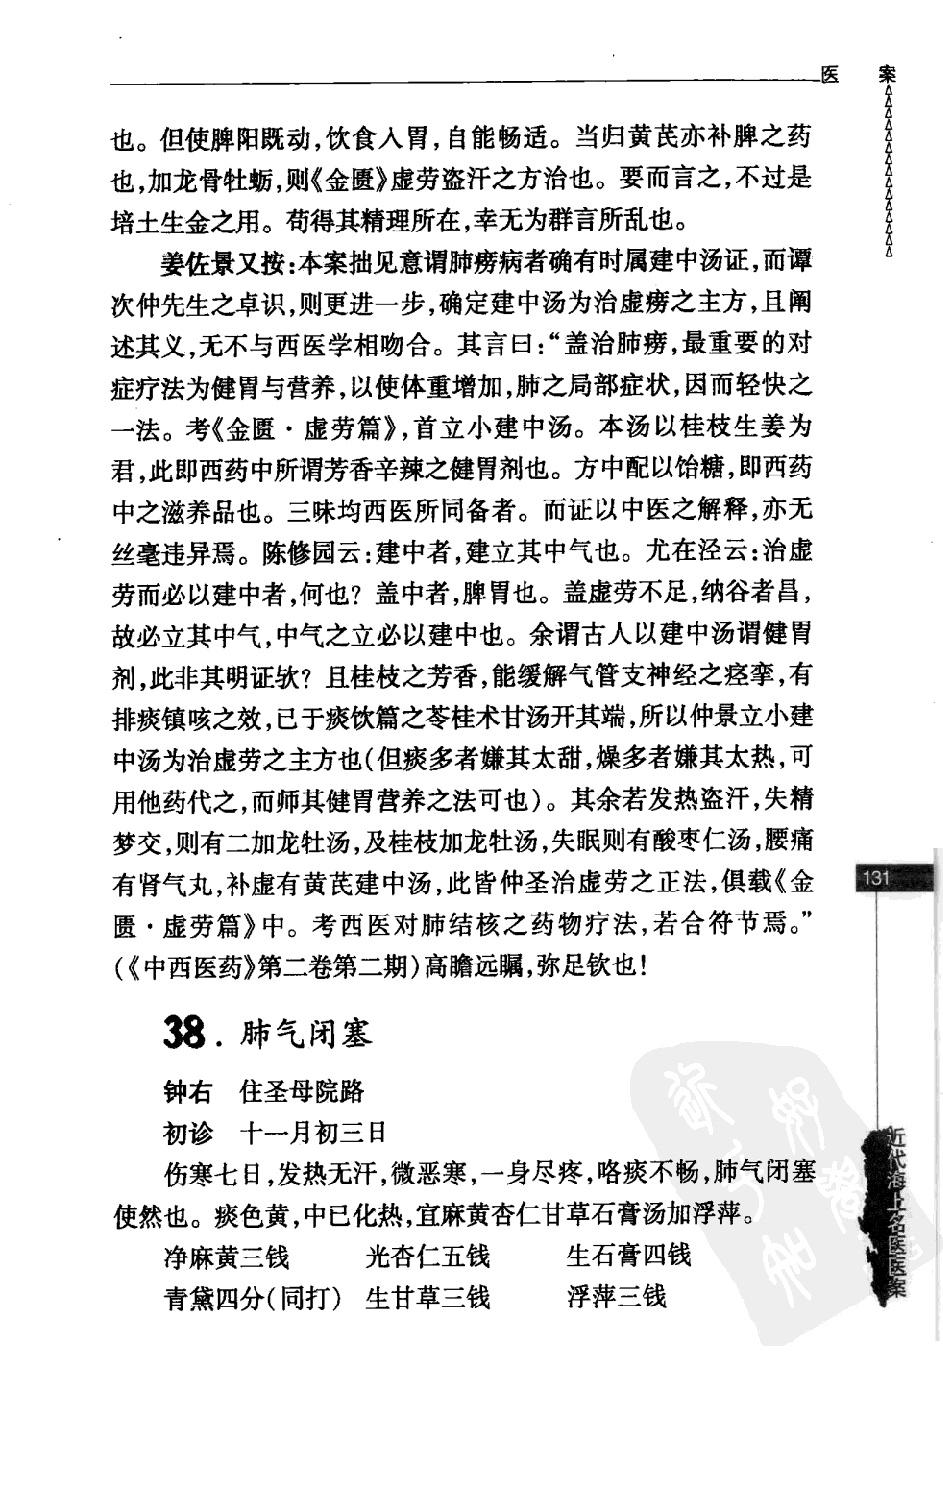 医 案
也。但使脾阳既动,饮食入胃,自能畅适。当归黄芪亦补脾之药
也,加龙骨牡蛎,则《金匮》虚劳盗汗之方治也。要而言之,不过是
培土生金之用。苟得其精理所在,幸无为群言所乱也。
姜佐景又按:本案拙见意谓肺痨病者确有时属建中汤证,而谭
次仲先生之卓识,则更进一步,确定建中汤为治虚痨之主方,且阐
述其义,无不与西医学相吻合。其言曰:“盖治肺痨,最重要的对
症疗法为健胃与营养,以使体重增加,肺之局部症状,因而轻快之
一法。考《金匮·虚劳篇》,首立小建中汤。本汤以桂枝生姜为
君,此即西药中所谓芳香辛辣之健胃剂也。方中配以饴糖,即西药
中之滋养品也。三味均西医所同备者。而证以中医之解释,亦无
丝毫违异焉。陈修园云:建中者,建立其中气也。尤在泾云:治虚
劳而必以建中者,何也?盖中者,脾胃也。盖虚劳不足,纳谷者昌,
故必立其中气,中气之立必以建中也。余谓古人以建中汤谓健胃
剂,此非其明证欤?且桂枝之芳香,能缓解气管支神经之痉挛,有
排痰镇咳之效,已于痰饮篇之苓桂术甘汤开其端,所以仲景立小建
中汤为治虚劳之主方也(但痰多者嫌其太甜,燥多者嫌其太热,可
用他药代之,而师其健胃营养之法可也)。其余若发热盗汗,失精
梦交,则有二加龙牡汤,及桂枝加龙牡汤,失眠则有酸枣仁汤,腰痛
有肾气丸,补虚有黄芪建中汤,此皆仲圣治虚劳之正法,俱载《金
匮·虚劳篇》中。考西医对肺结核之药物疗法,若合符节焉。”
(《中西医药》第二卷第二期)高瞻远瞩,弥足钦也!
38. 肺气闭塞
钟右 住圣母院路
初诊 十一月初三日
伤寒七日,发热无汗,微恶寒,一身尽疼,咯痰不畅,肺气闭塞
使然也。痰色黄,中已化热,宜麻黄杏仁甘草石膏汤加浮萍。
净麻黄三钱 光杏仁五钱 生石膏四钱
青黛四分(同打) 生甘草三钱 浮萍三钱
131
近代海上名医医案